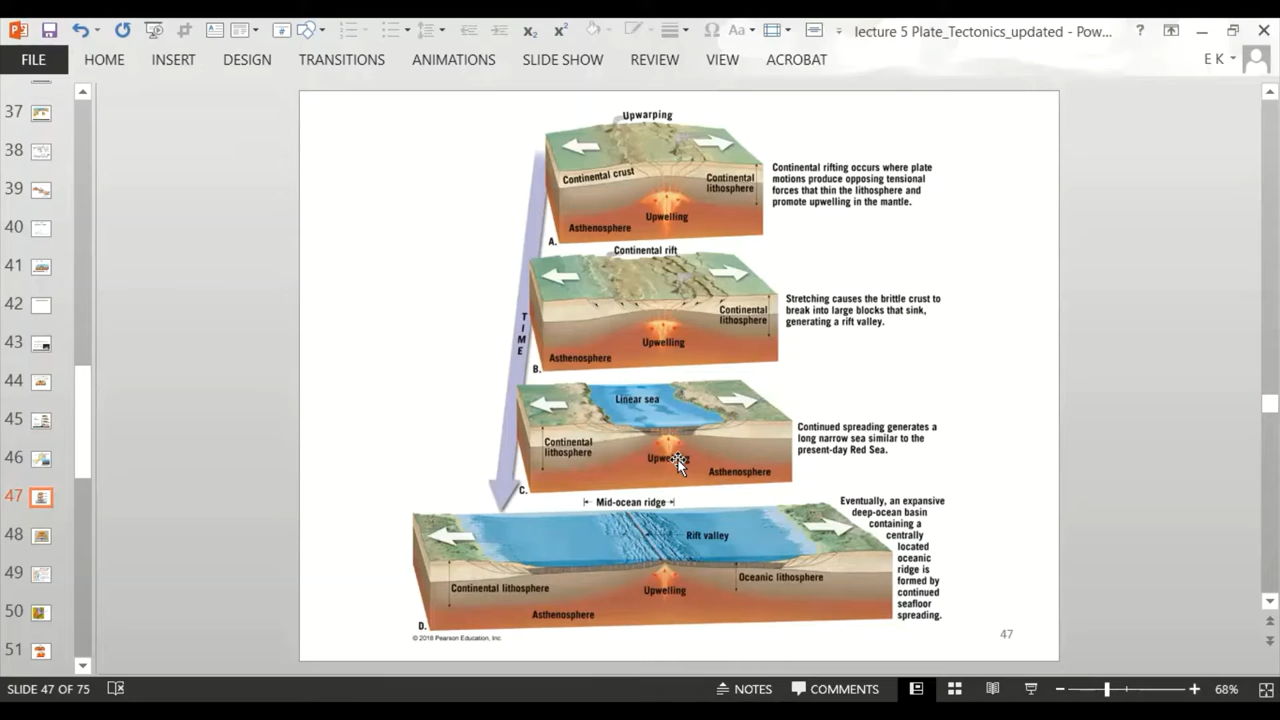 lecture 5 Plate_Tectonics_updated - Pow...
?
FILE
HOME
INSERT
DESIGN
TRANSITIONS
ANIMATIONS
SLIDE SHOW
REVIEW
VIEW
ACROBAT
E K
37
38
39
40
41
42
43
44
45
46
47
48
49
50
51
Upwarping
Continental crust
Continental
lithosphere
Upwelling
Asthenosphere
A.
Continental rifting occurs where plate
motions produce opposing tensional
forces that thin the lithosphere and
promote upwelling in the mantle.
Continental rift
Continental
lithosphere
Upwelling
Asthenosphere
B.
Stretching causes the brittle crust to
break into large blocks that sink,
generating a rift valley.
TIME
Linear sea
Continental
lithosphere
Upwelling
Asthenosphere
C.
Continued spreading generates a
long narrow sea similar to the
present-day Red Sea.
Mid-ocean ridge
Rift valley
Oceanic lithosphere
Continental lithosphere
Upwelling
Asthenosphere
D.
Eventually, an expansive
deep-ocean basin
containing a
centrally
located
oceanic
ridge is
formed by
continued
seafloor
spreading.
© 2018 Pearson Education, Inc.
47
SLIDE 47 OF 75
NOTES
COMMENTS
68%